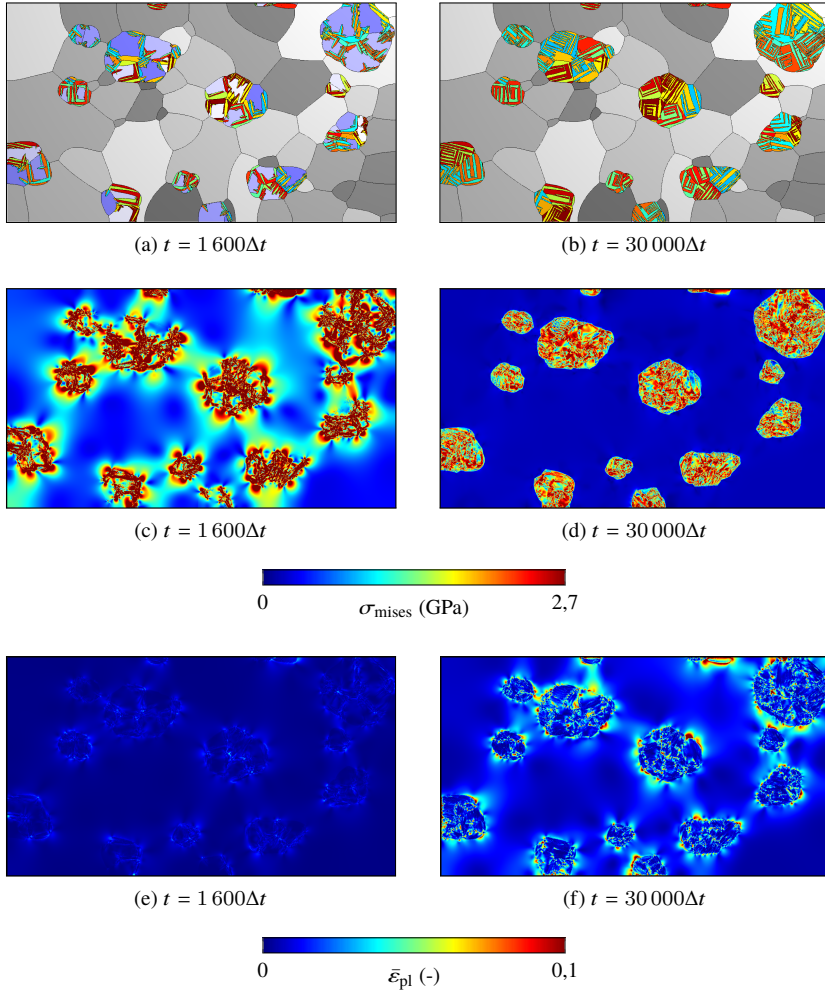 (a) t = 1 600Δt
(b) t = 30 000Δt
(c) t = 1 600Δt
(d) t = 30 000Δt
0
σmises (GPa)
2,7
(e) t = 1 600Δt
(f) t = 30 000Δt
0
ε̄pl (-)
0,1